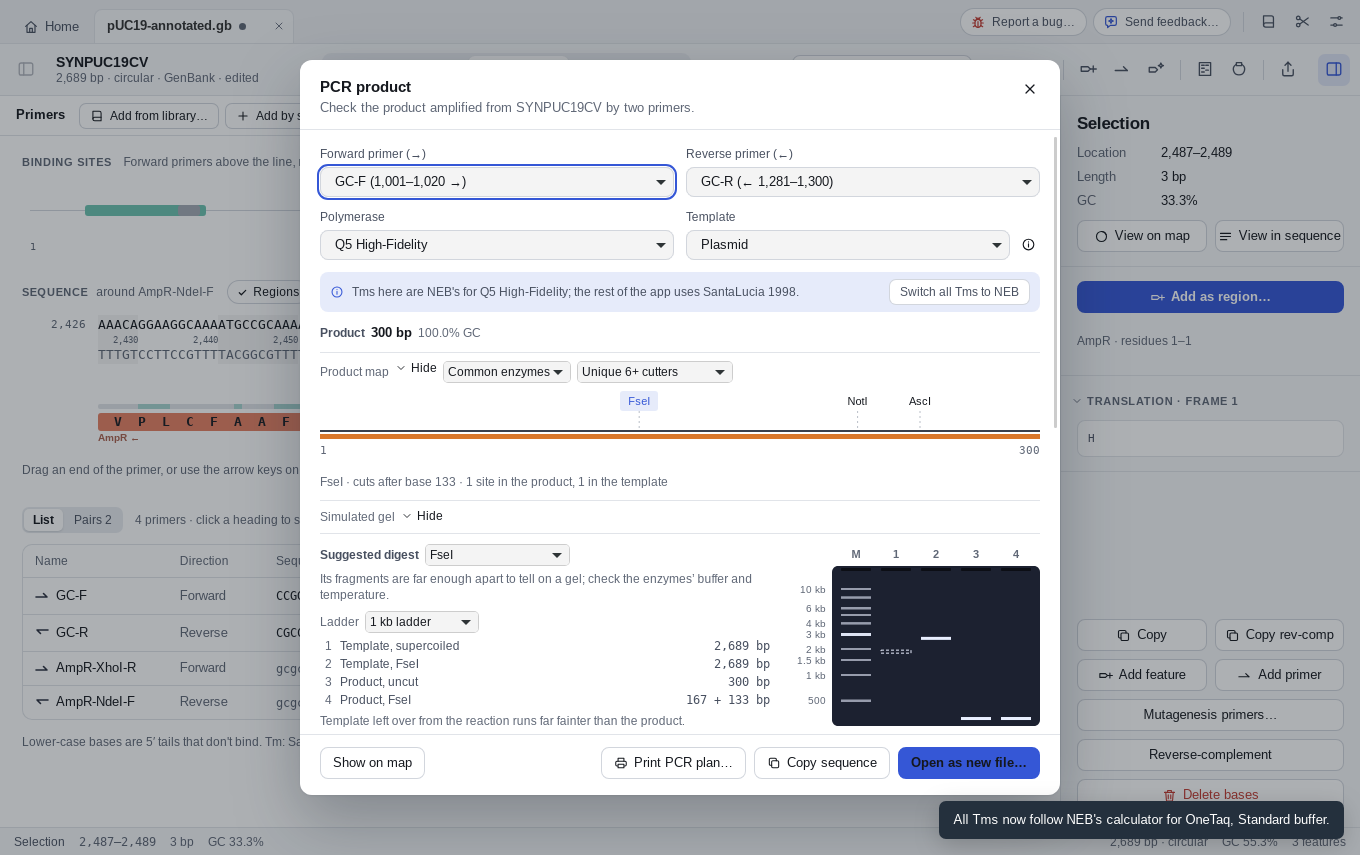 Home
pUC19-annotated.gb
Report a bug…
Send feedback…
SYNPUC19CV
2,689 bp · circular · GenBank · edited
Primers
Add from library…
Add by s
BINDING SITES Forward primers above the line,
1
SEQUENCE around AmpR-NdeI-F
Regions
2,426 AAACAGGAAGGCAAAATGCCGCAAAA
2,430 2,440 2,450
TTTGTCCTTCCGTTTTACGGCGTTTT
V P L C F A A F
AmpR ←
Drag an end of the primer, or use the arrow keys on
List Pairs 2 4 primers · click a heading to s
Name Direction Sequ
GC-F Forward CCGG
GC-R Reverse CGCG
AmpR-XhoI-R Forward gcgc
AmpR-NdeI-F Reverse gcgc
Lower-case bases are 5′ tails that don't bind. Tm: Sa
PCR product
Check the product amplified from SYNPUC19CV by two primers.
Forward primer (→) Reverse primer (←)
GC-F (1,001–1,020 →) GC-R (← 1,281–1,300)
Polymerase Template
Q5 High-Fidelity Plasmid
Tms here are NEB's for Q5 High-Fidelity; the rest of the app uses SantaLucia 1998.
Switch all Tms to NEB
Product 300 bp 100.0% GC
Product map Hide Common enzymes Unique 6+ cutters
FseI NotI AscI
1 300
FseI · cuts after base 133 · 1 site in the product, 1 in the template
Simulated gel Hide
Suggested digest FseI
Its fragments are far enough apart to tell on a gel; check the enzymes' buffer and
temperature.
Ladder 1 kb ladder
1 Template, supercoiled 2,689 bp
2 Template, FseI 2,689 bp
3 Product, uncut 300 bp
4 Product, FseI 167 + 133 bp
Template left over from the reaction runs far fainter than the product.
M 1 2 3 4
10 kb
6 kb
4 kb
3 kb
2 kb
1.5 kb
1 kb
500
Show on map
Print PCR plan…
Copy sequence
Open as new file…
Selection
Location 2,487–2,489
Length 3 bp
GC 33.3%
View on map
View in sequence
Add as region…
AmpR · residues 1–1
TRANSLATION · FRAME 1
H
Copy
Copy rev-comp
Add feature
Add primer
Mutagenesis primers…
Reverse-complement
Delete bases
All Tms now follow NEB's calculator for OneTaq, Standard buffer.
Selection 2,487–2,489 3 bp GC 33.3%
2,689 bp · circular GC 55.3% 3 features